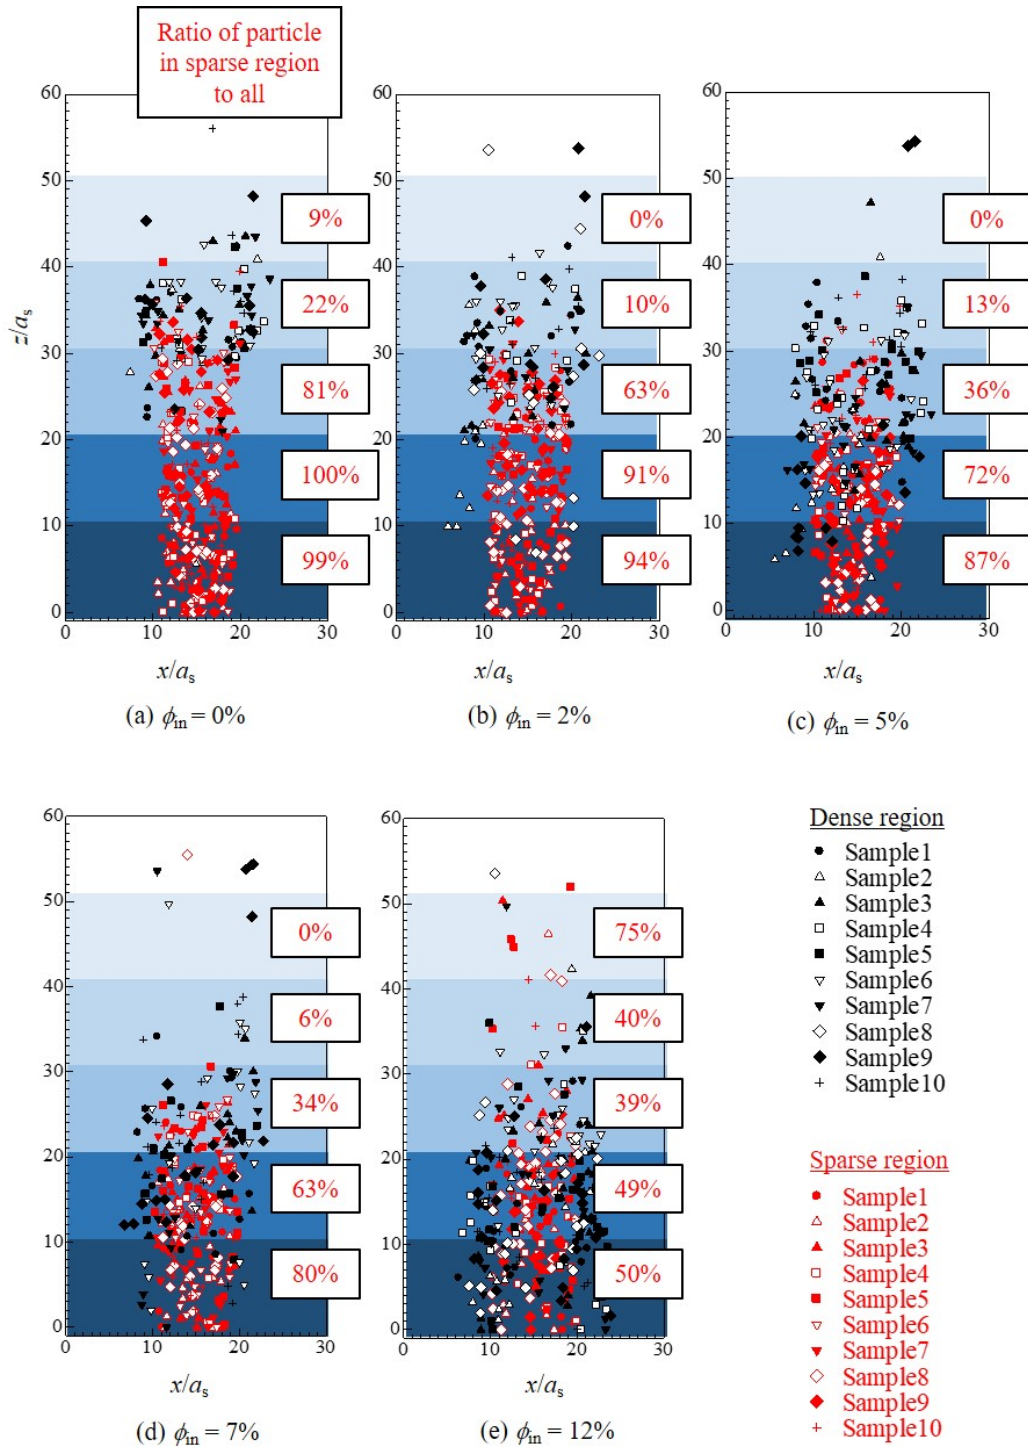 Ratio of particle
in sparse region
to all
60
50
40
30
20
10
0
z/aₛ
9%
22%
81%
100%
99%
0
10
20
30
x/aₛ
(a) ϕᵢₙ = 0%
60
50
40
30
20
10
0
0%
10%
63%
91%
94%
0
10
20
30
x/aₛ
(b) ϕᵢₙ = 2%
60
50
40
30
20
10
0
0%
13%
36%
72%
87%
0
10
20
30
x/aₛ
(c) ϕᵢₙ = 5%
60
50
40
30
20
10
0
0%
6%
34%
63%
80%
0
10
20
30
x/aₛ
(d) ϕᵢₙ = 7%
60
50
40
30
20
10
0
75%
40%
39%
49%
50%
0
10
20
30
x/aₛ
(e) ϕᵢₙ = 12%
Dense region
Sample1
Sample2
Sample3
Sample4
Sample5
Sample6
Sample7
Sample8
Sample9
Sample10
Sparse region
Sample1
Sample2
Sample3
Sample4
Sample5
Sample6
Sample7
Sample8
Sample9
Sample10